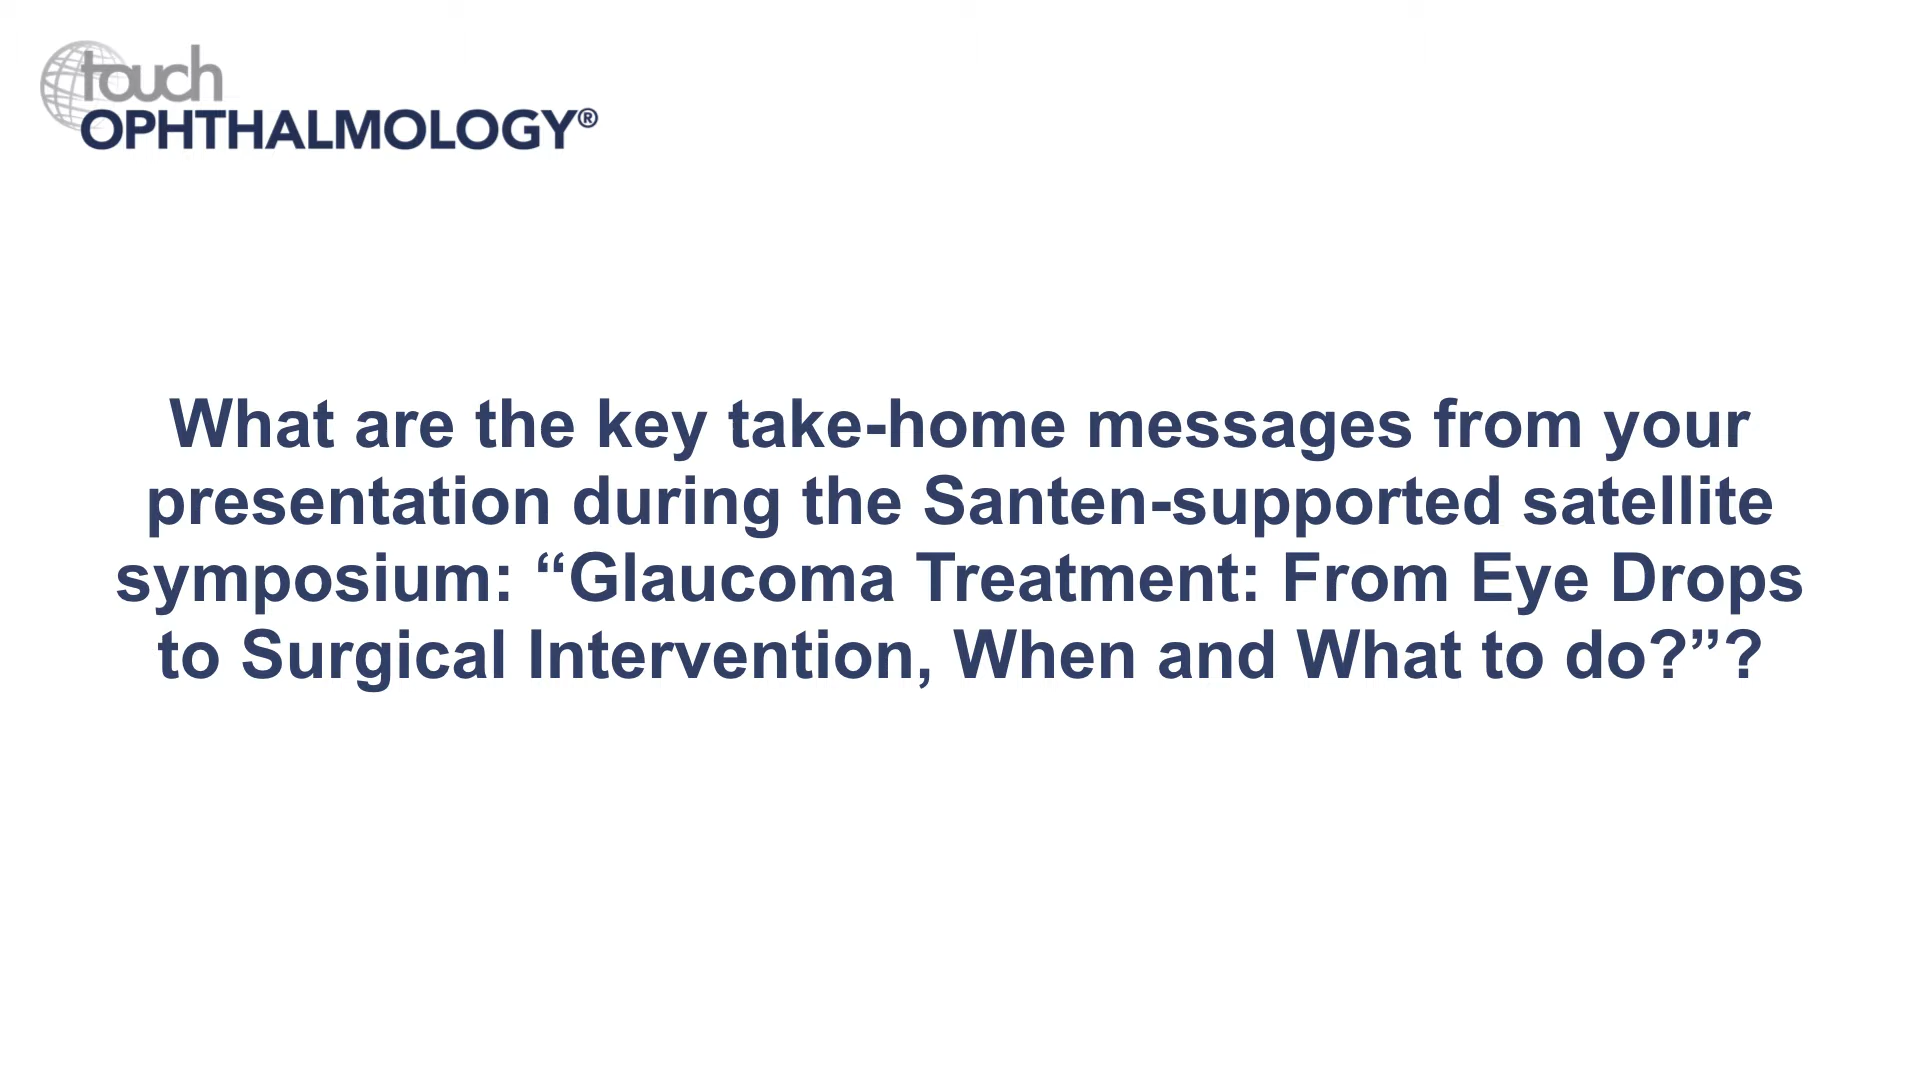 touch
OPHTHALMOLOGY®
What are the key take-home messages from your
presentation during the Santen-supported satellite
symposium: “Glaucoma Treatment: From Eye Drops
to Surgical Intervention, When and What to do?”?